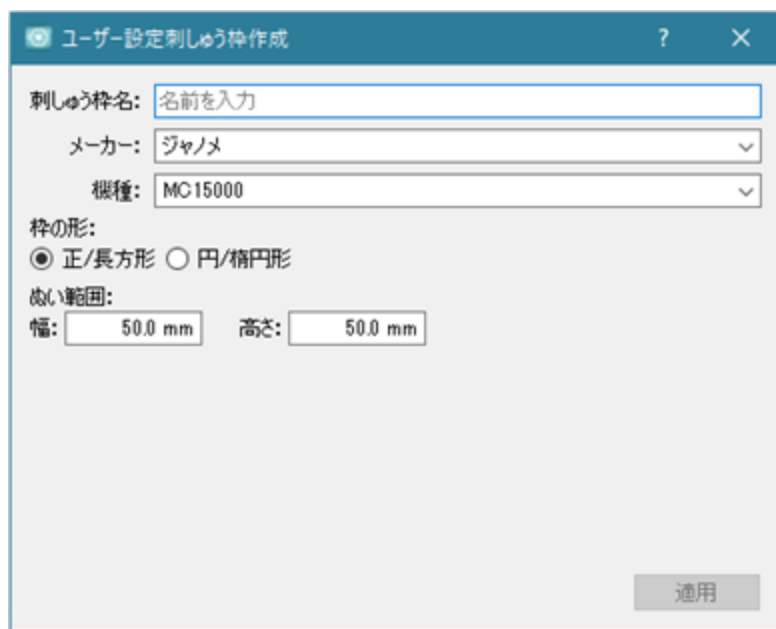 ユーザー設定刺しゅう枠作成 ? ×
刺しゅう枠名: 名前を入力
メーカー: ジャノメ
機種: MC15000
枠の形:
正/長方形 円/楕円形
ぬい範囲:
幅: 50.0 mm 高さ: 50.0 mm
適用